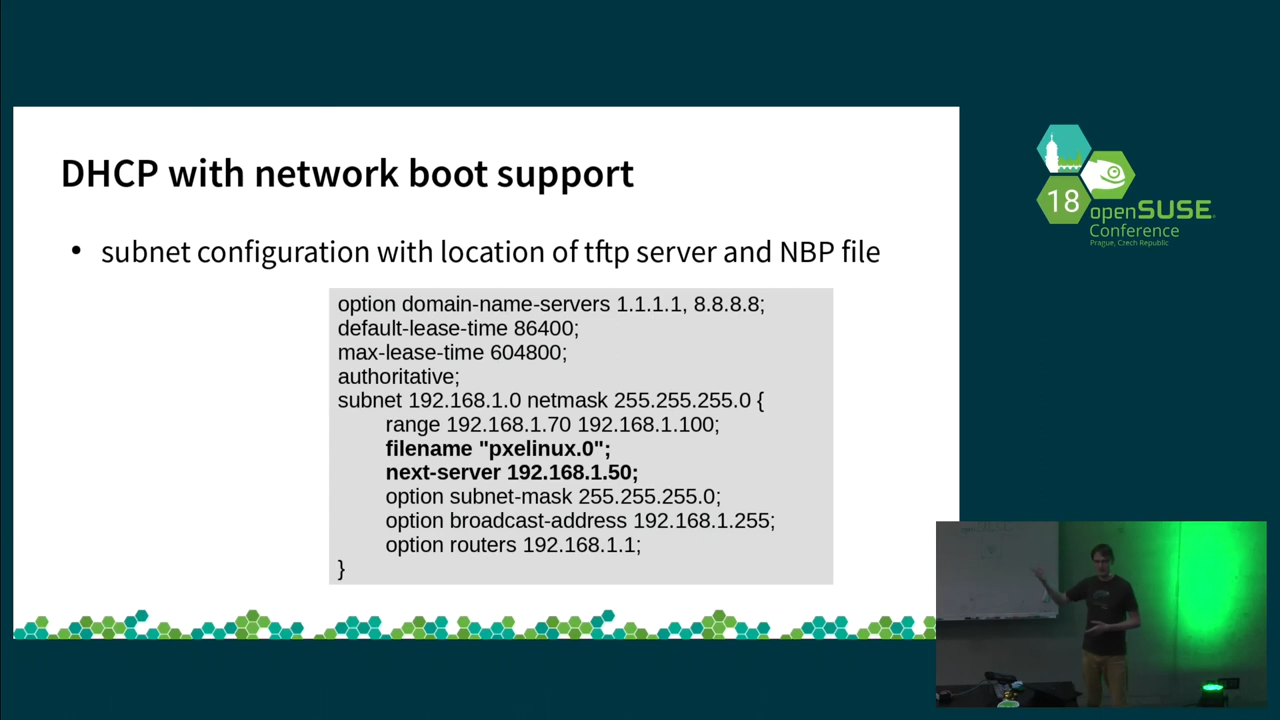 DHCP with network boot support
• subnet configuration with location of tftp server and NBP file
option domain-name-servers 1.1.1.1, 8.8.8.8;
default-lease-time 86400;
max-lease-time 604800;
authoritative;
subnet 192.168.1.0 netmask 255.255.255.0 {
range 192.168.1.70 192.168.1.100;
filename "pxelinux.0";
next-server 192.168.1.50;
option subnet-mask 255.255.255.0;
option broadcast-address 192.168.1.255;
option routers 192.168.1.1;
}
18
openSUSE
Conference
Prague, Czech Republic